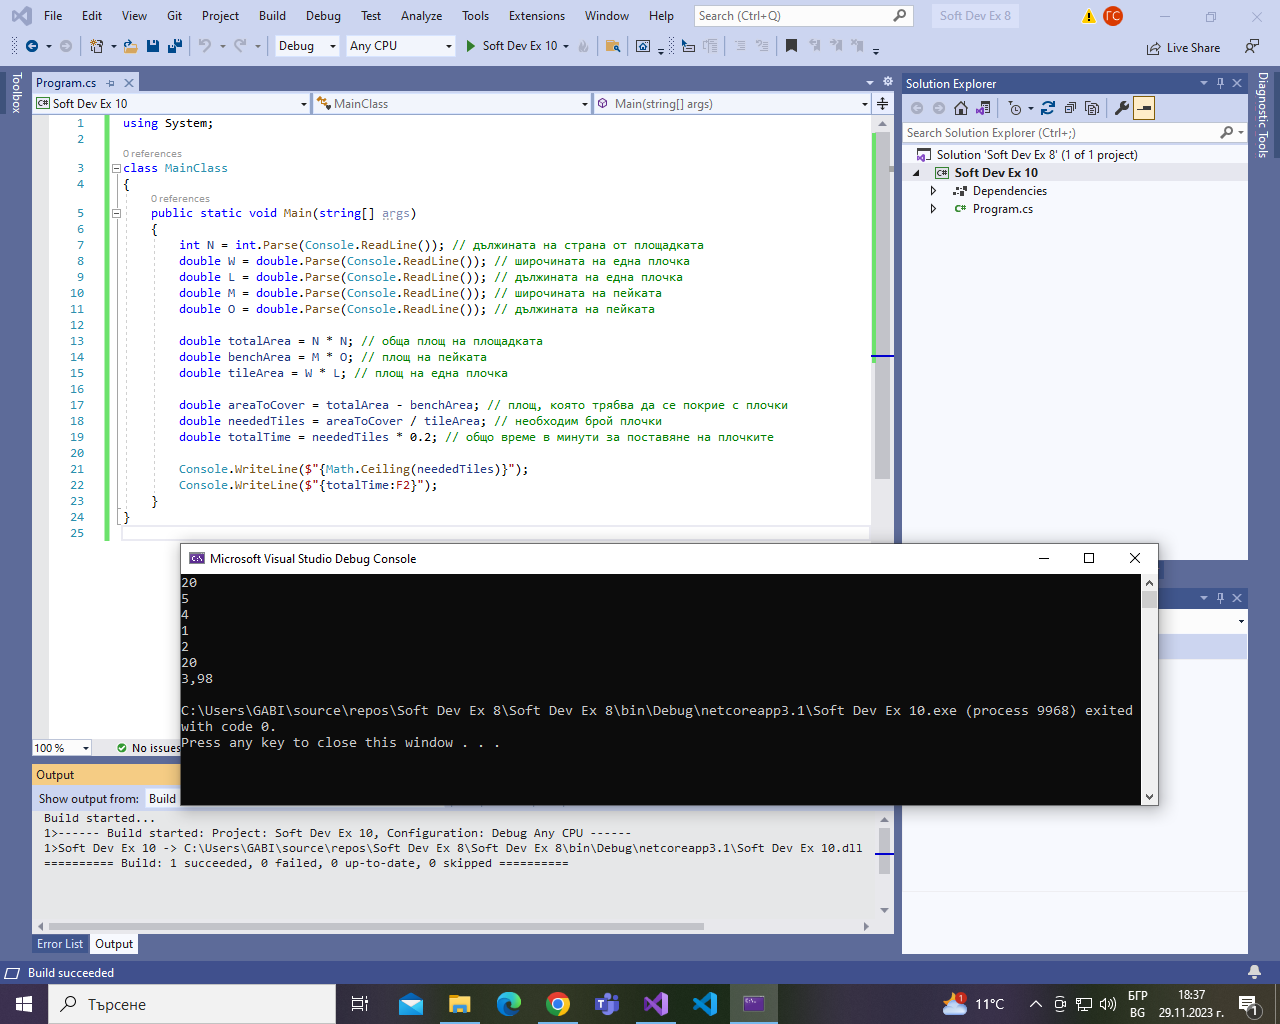 File Edit View Git Project Build Debug Test Analyze Tools Extensions Window Help Search (Ctrl+Q) Soft Dev Ex 8 ГС
Debug Any CPU Soft Dev Ex 10 Live Share
Toolbox
Program.cs
Soft Dev Ex 10 MainClass Main(string[] args)
1 using System;
2
0 references
3 class MainClass
4 {
0 references
5 public static void Main(string[] args)
6 {
7 int N = int.Parse(Console.ReadLine()); // дължината на страна от площадката
8 double W = double.Parse(Console.ReadLine()); // широчината на една плочка
9 double L = double.Parse(Console.ReadLine()); // дължината на една плочка
10 double M = double.Parse(Console.ReadLine()); // широчината на пейката
11 double O = double.Parse(Console.ReadLine()); // дължината на пейката
12
13 double totalArea = N * N; // обща площ на площадката
14 double benchArea = M * O; // площ на пейката
15 double tileArea = W * L; // площ на една плочка
16
17 double areaToCover = totalArea - benchArea; // площ, която трябва да се покрие с плочки
18 double neededTiles = areaToCover / tileArea; // необходим брой плочки
19 double totalTime = neededTiles * 0.2; // общо време в минути за поставяне на плочките
20
21 Console.WriteLine($"{Math.Ceiling(neededTiles)}");
22 Console.WriteLine($"{totalTime:F2}");
23 }
24 }
25
100 % No issues
Solution Explorer
Search Solution Explorer (Ctrl+;)
Solution 'Soft Dev Ex 8' (1 of 1 project)
C# Soft Dev Ex 10
Dependencies
C# Program.cs
Diagnostic Tools
Microsoft Visual Studio Debug Console
20
5
4
1
2
20
3,98
C:\Users\GABI\source\repos\Soft Dev Ex 8\Soft Dev Ex 8\bin\Debug\netcoreapp3.1\Soft Dev Ex 10.exe (process 9968) exited
with code 0.
Press any key to close this window . . .
Output
Show output from: Build
Build started...
1>------ Build started: Project: Soft Dev Ex 10, Configuration: Debug Any CPU ------
1>Soft Dev Ex 10 -> C:\Users\GABI\source\repos\Soft Dev Ex 8\Soft Dev Ex 8\bin\Debug\netcoreapp3.1\Soft Dev Ex 10.dll
========== Build: 1 succeeded, 0 failed, 0 up-to-date, 0 skipped ==========
Error List Output
Build succeeded
Търсене 1 11°C БГР 18:37
BG 29.11.2023 г. 1